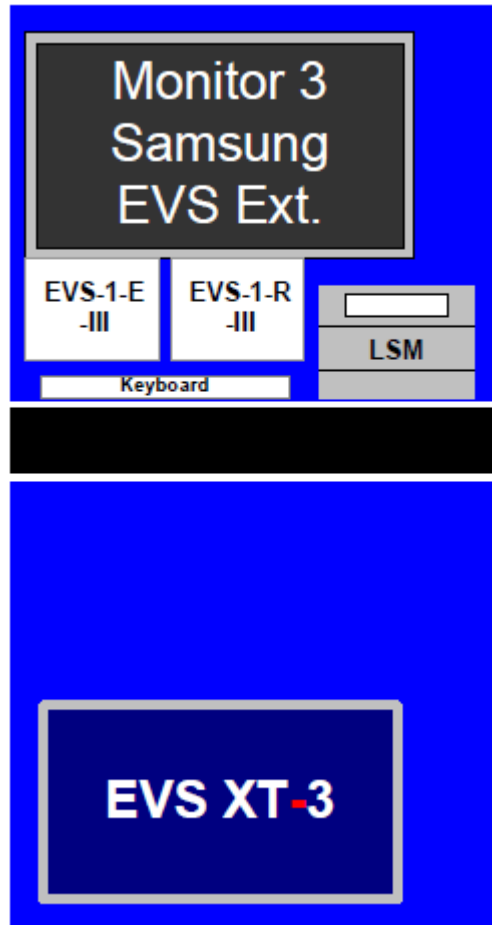 Monitor 3
Samsung
EVS Ext.
EVS-1-E
-III
EVS-1-R
-III
LSM
Keyboard
EVS XT-3